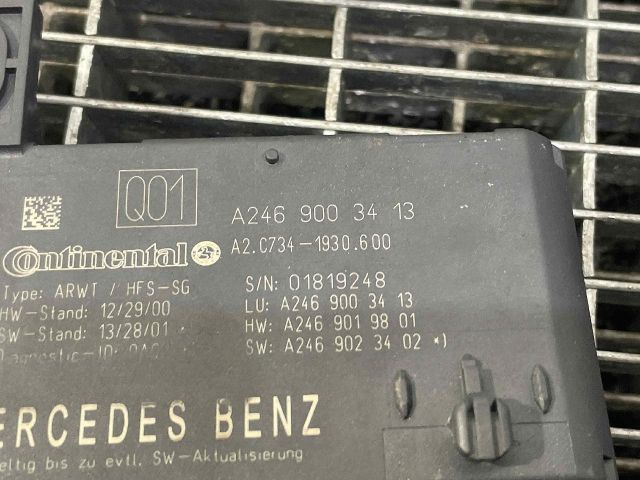 Q01
A246 900 34 13
Continental
A2.C734-1930.600
Type: ARWT / HFS-SG
S/N: 01819248
HW-Stand: 12/29/00
LU: A246 900 34 13
SW-Stand: 13/28/01
HW: A246 901 98 01
SW: A246 902 34 02 *)
ERCEDES BENZ
eltig bis zu evtl. SW-Aktualisierung